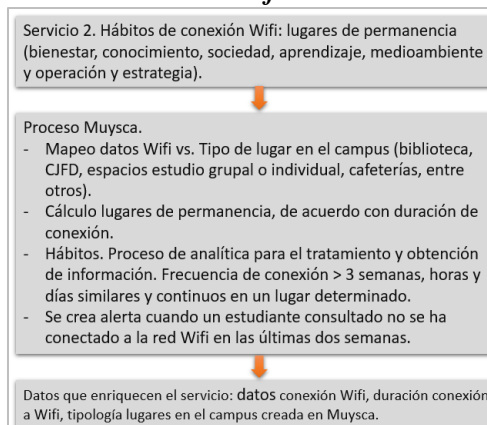 Servicio 2. Hábitos de conexión Wifi: lugares de permanencia
(bienestar, conocimiento, sociedad, aprendizaje, medioambiente
y operación y estrategia).
Proceso Muysca.
- Mapeo datos Wifi vs. Tipo de lugar en el campus (biblioteca,
CJFD, espacios estudio grupal o individual, cafeterías, entre
otros).
- Cálculo lugares de permanencia, de acuerdo con duración de
conexión.
- Hábitos. Proceso de analítica para el tratamiento y obtención
de información. Frecuencia de conexión > 3 semanas, horas y
días similares y continuos en un lugar determinado.
- Se crea alerta cuando un estudiante consultado no se ha
conectado a la red Wifi en las últimas dos semanas.
Datos que enriquecen el servicio: datos conexión Wifi, duración conexión
a Wifi, tipología lugares en el campus creada en Muysca.